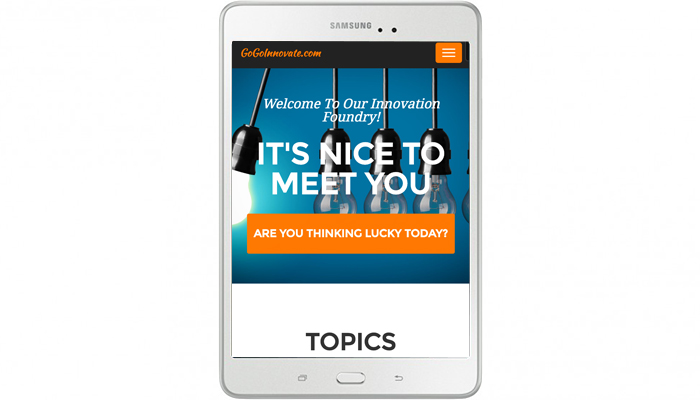 SAMSUNG
GoGoInnovate.com
Welcome To Our Innovation
Foundry!
IT'S NICE TO
MEET YOU
ARE YOU THINKING LUCKY TODAY?
TOPICS